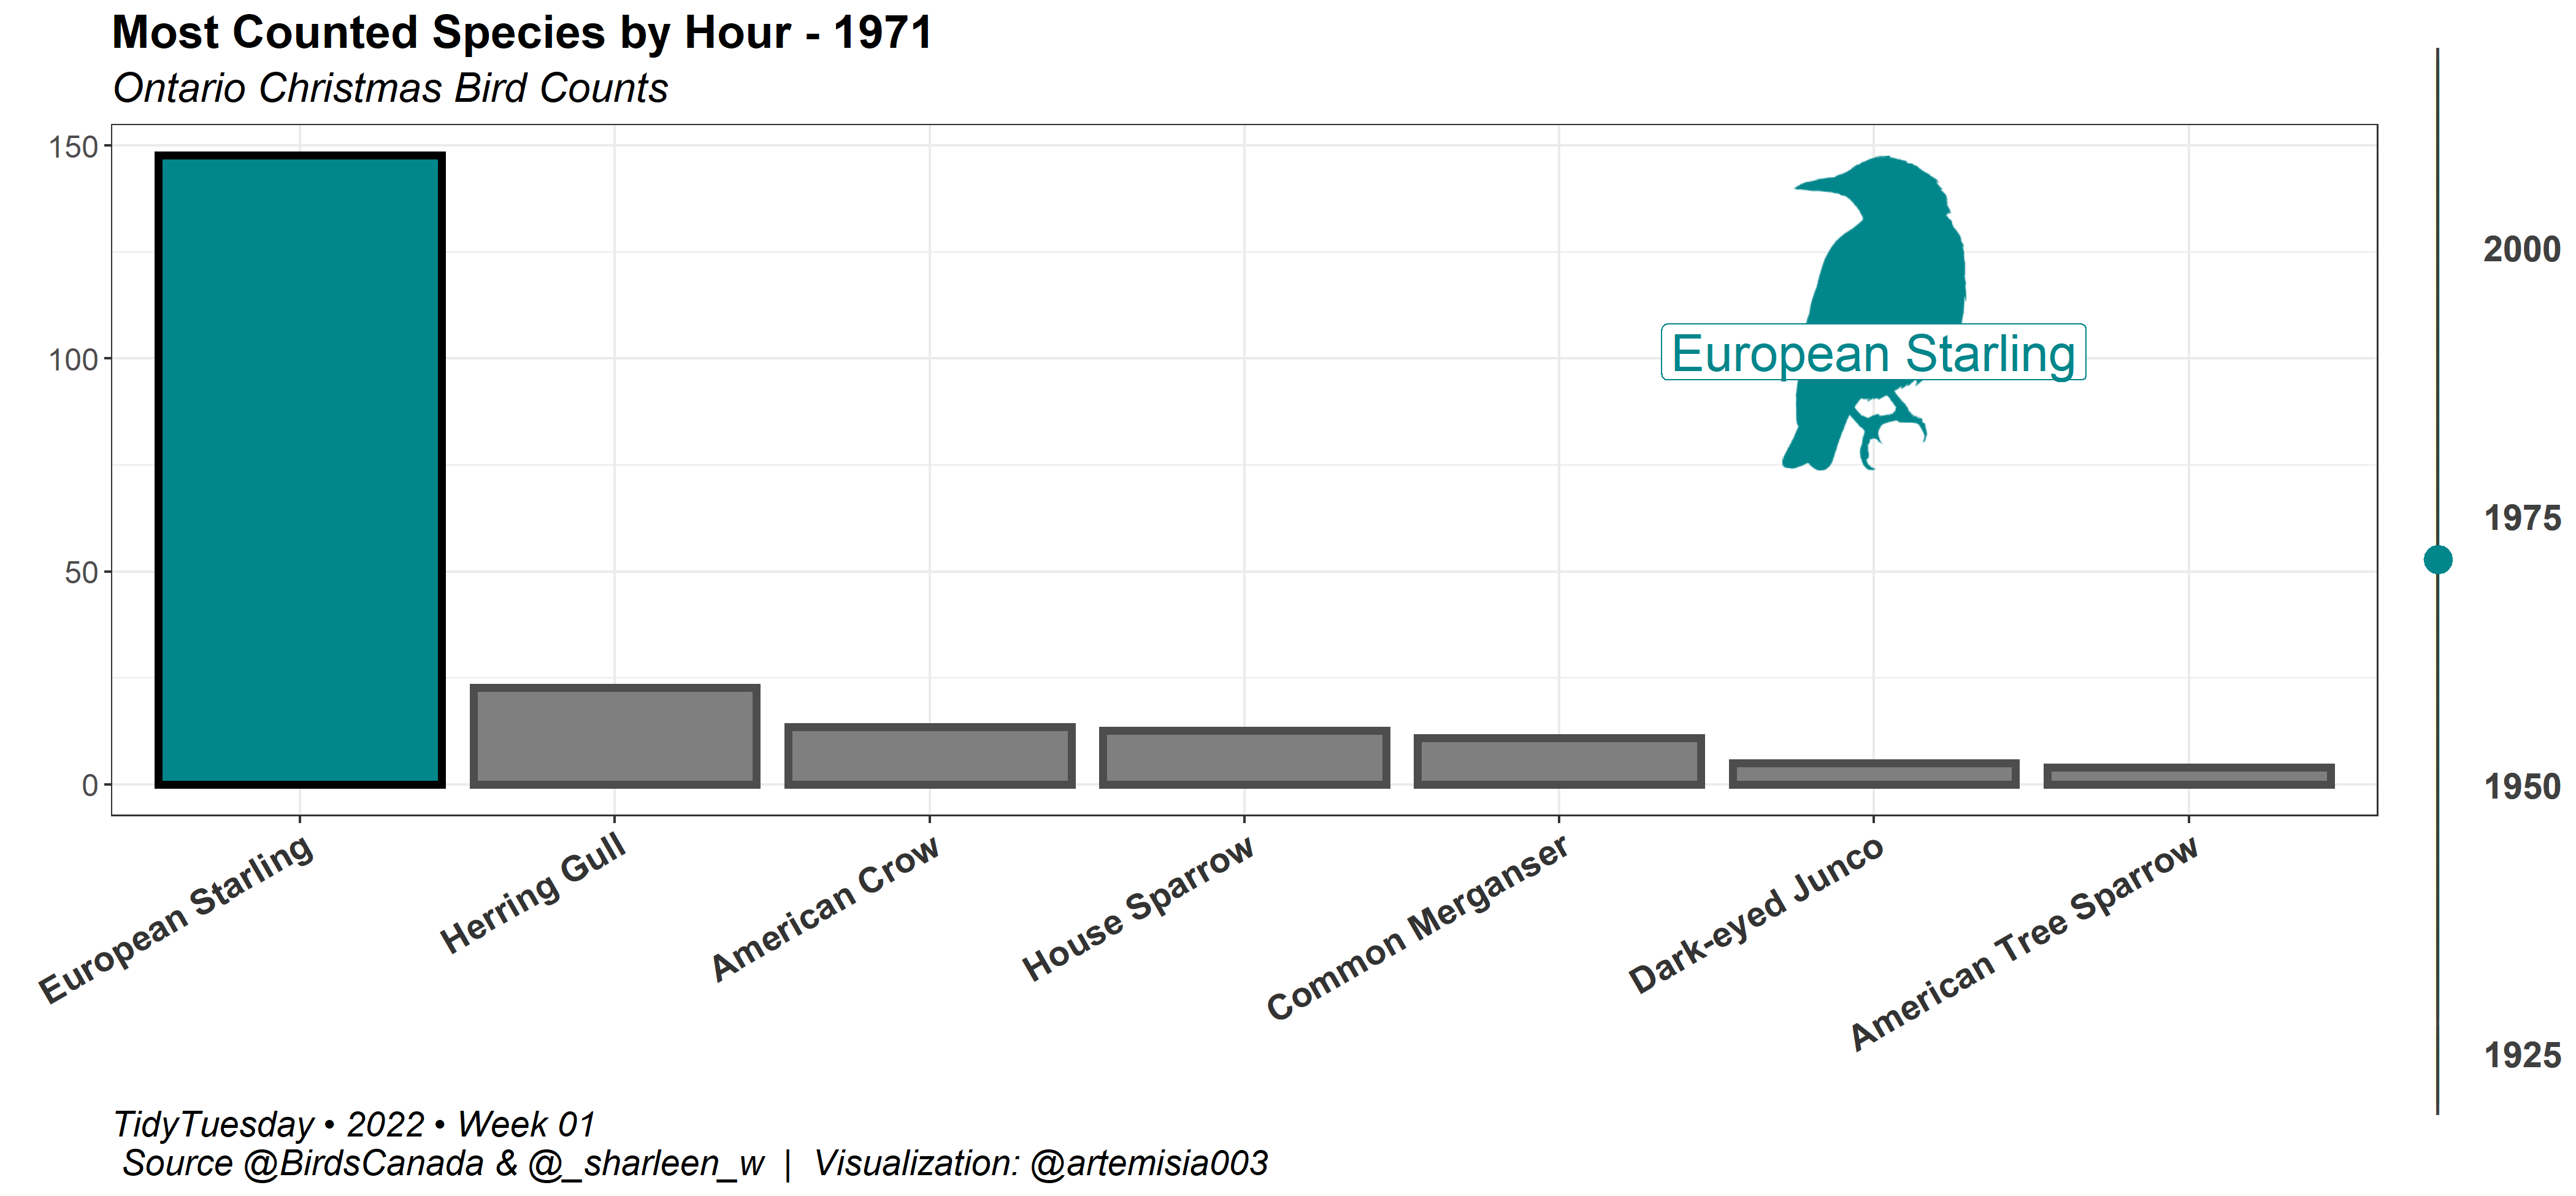 Most Counted Species by Hour - 1971
Ontario Christmas Bird Counts
150
100
50
0
European Starling
2000
1975
1950
1925
European Starling
Herring Gull
American Crow
House Sparrow
Common Merganser
Dark-eyed Junco
American Tree Sparrow
TidyTuesday • 2022 • Week 01
Source @BirdsCanada & @_sharleen_w | Visualization: @artemisia003